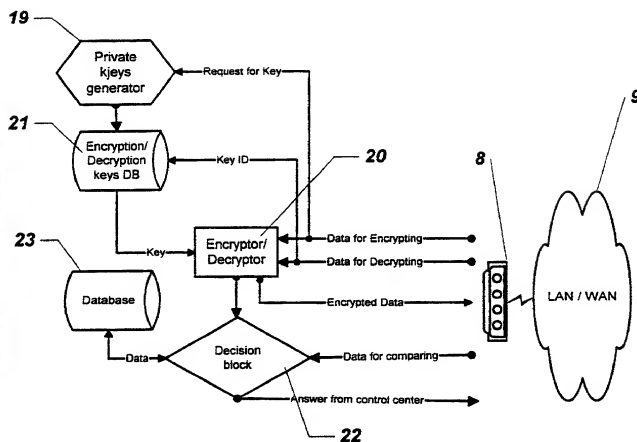 19
Private
kjeys
generator
Request for Key
9
21
Encryption/
Decryption
keys DB
Key ID
20
8
23
Key
Encryptor/
Decryptor
Data for Encrypting
Data for Decrypting
Encrypted Data
LAN / WAN
Database
Data
Decision
block
Data for comparing
Answer from control center
22